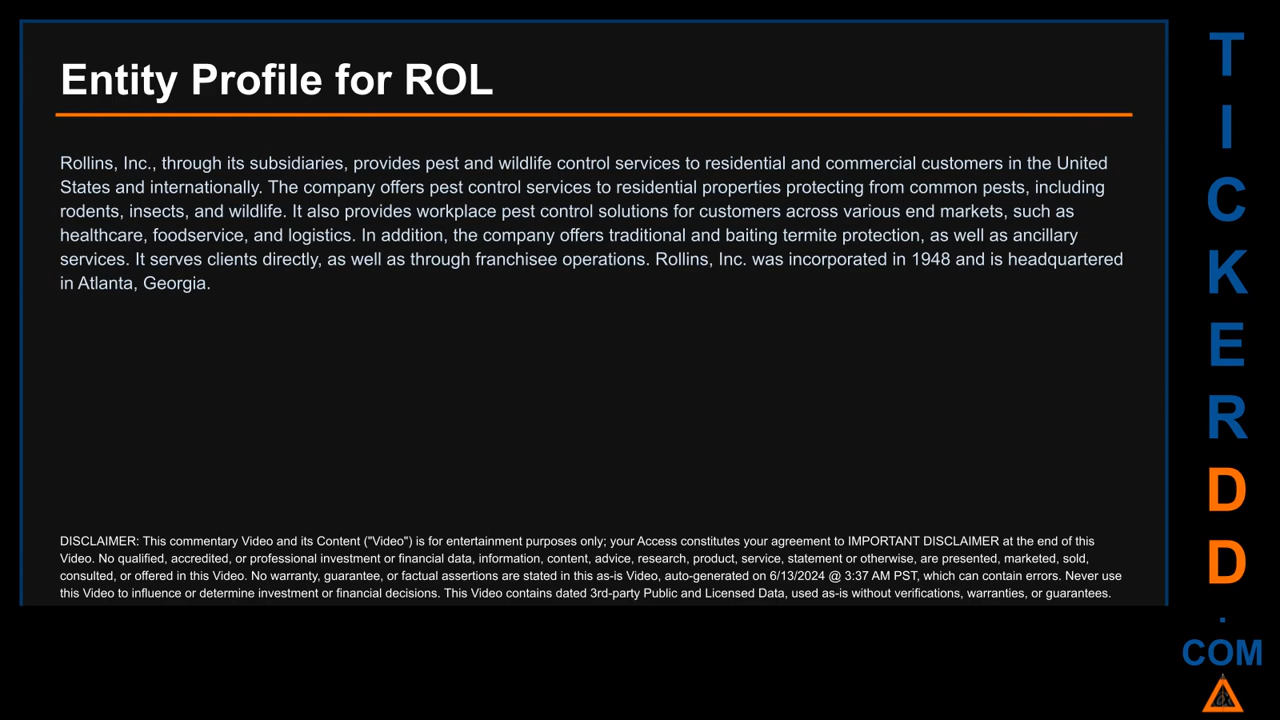 Entity Profile for ROL
Rollins, Inc., through its subsidiaries, provides pest and wildlife control services to residential and commercial customers in the United
States and internationally. The company offers pest control services to residential properties protecting from common pests, including
rodents, insects, and wildlife. It also provides workplace pest control solutions for customers across various end markets, such as
healthcare, foodservice, and logistics. In addition, the company offers traditional and baiting termite protection, as well as ancillary
services. It serves clients directly, as well as through franchisee operations. Rollins, Inc. was incorporated in 1948 and is headquartered
in Atlanta, Georgia.
DISCLAIMER: This commentary Video and its Content ("Video") is for entertainment purposes only; your Access constitutes your agreement to IMPORTANT DISCLAIMER at the end of this
Video. No qualified, accredited, or professional investment or financial data, information, content, advice, research, product, service, statement or otherwise, are presented, marketed, sold,
consulted, or offered in this Video. No warranty, guarantee, or factual assertions are stated in this as-is Video, auto-generated on 6/13/2024 @ 3:37 AM PST, which can contain errors. Never use
this Video to influence or determine investment or financial decisions. This Video contains dated 3rd-party Public and Licensed Data, used as-is without verifications, warranties, or guarantees.
T
I
C
K
E
R
D
D
.
COM